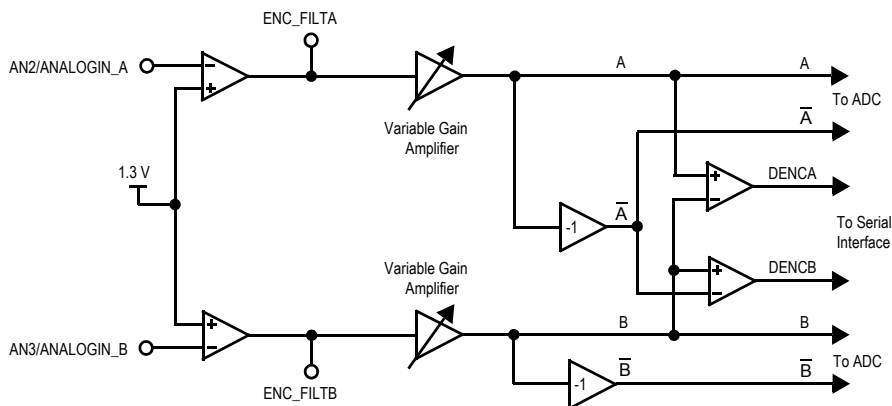 ENC_FILTA
AN2/ANALOGIN_A
−
+
A
A
To ADC
Variable Gain
Amplifier
A̅
1.3 V
+
−
DENCA
A̅
-1
To Serial
Interface
Variable Gain
Amplifier
+
−
DENCB
+
−
AN3/ANALOGIN_B
B
B
To ADC
ENC_FILTB
-1
B̅
B̅